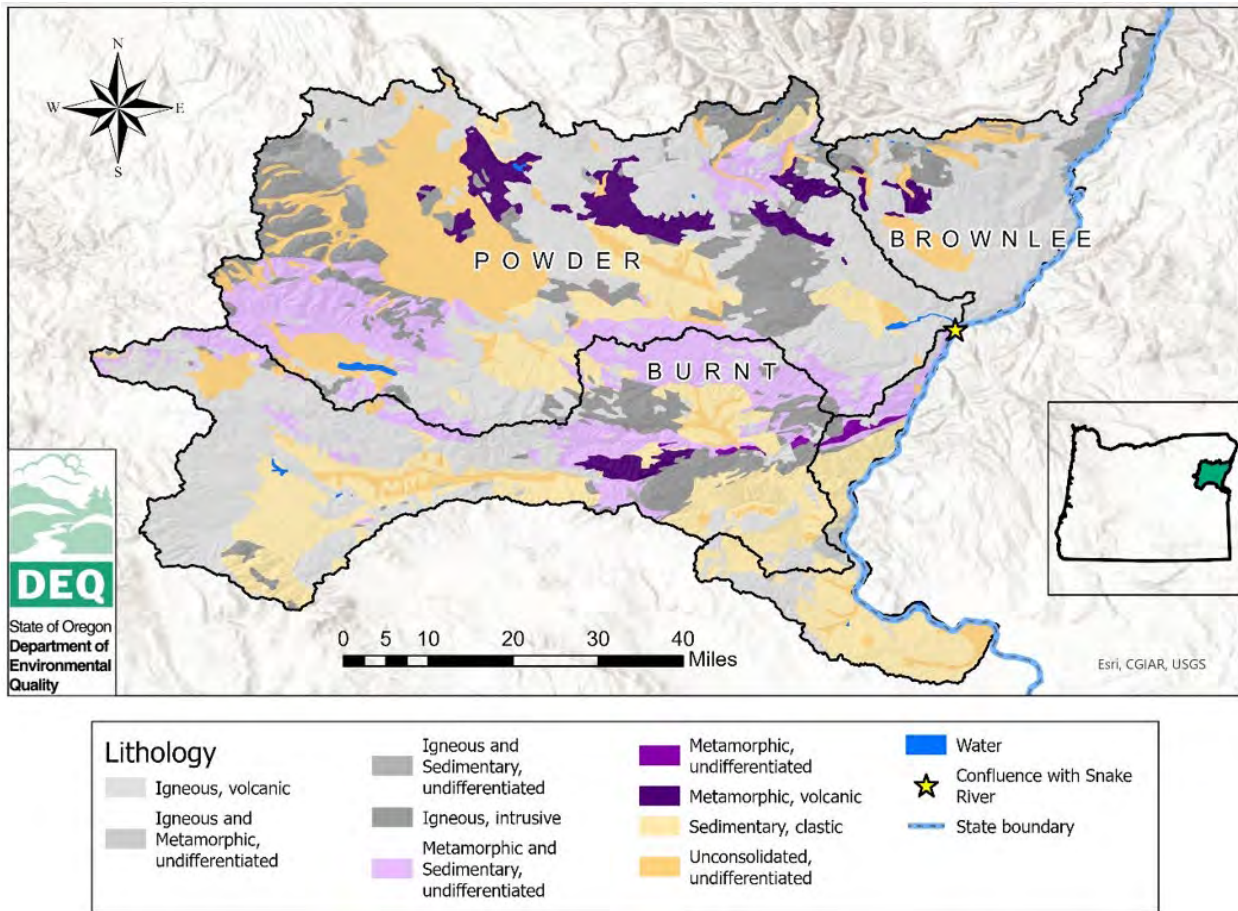 N
W E
S
POWDER
BROWNLEE
BURNT
DEQ
State of Oregon
Department of
Environmental
Quality
0 5 10 20 30 40
Miles
Esri, CGIAR, USGS
Lithology
Igneous, volcanic
Igneous and
Metamorphic,
undifferentiated
Igneous and
Sedimentary,
undifferentiated
Igneous, intrusive
Metamorphic and
Sedimentary,
undifferentiated
Metamorphic,
undifferentiated
Metamorphic, volcanic
Sedimentary, clastic
Unconsolidated,
undifferentiated
Water
Confluence with Snake
River
State boundary